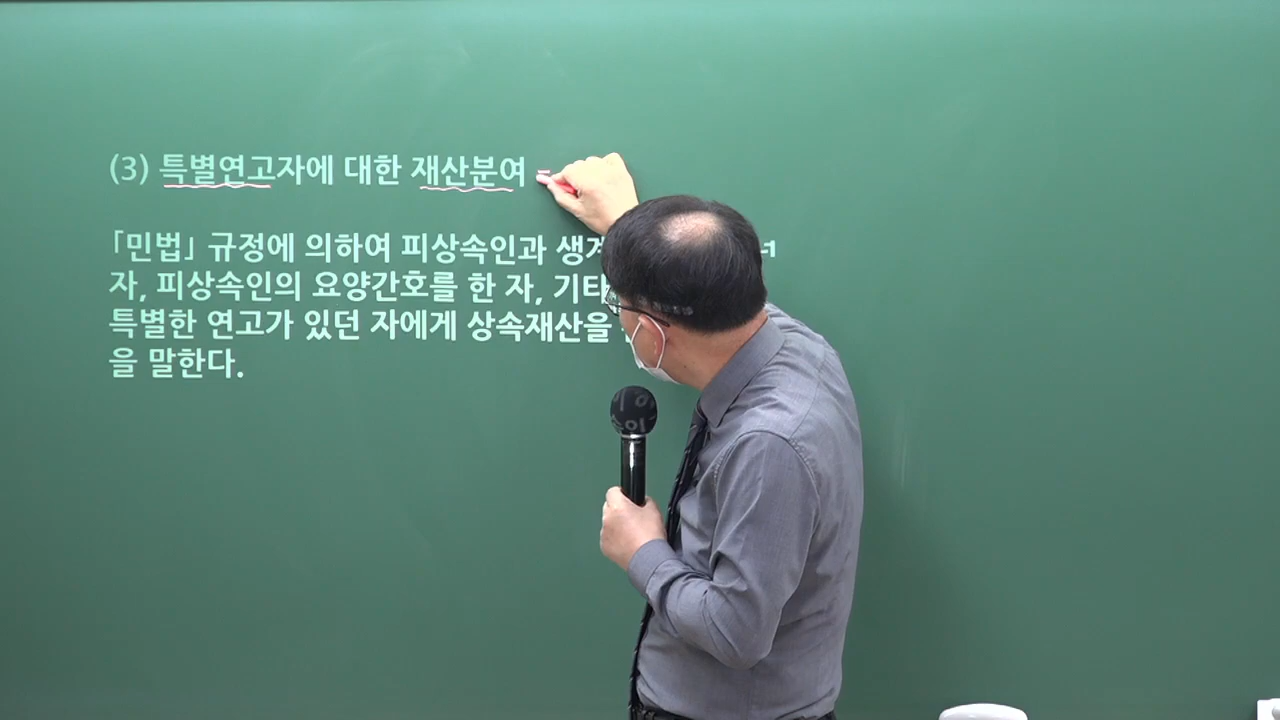 (3) 특별연고자에 대한 재산분여 =
「민법」 규정에 의하여 피상속인과
자, 피상속인의 요양간호를 한 자, 기타
특별한 연고가 있던 자에게 상속재산을
을 말한다.